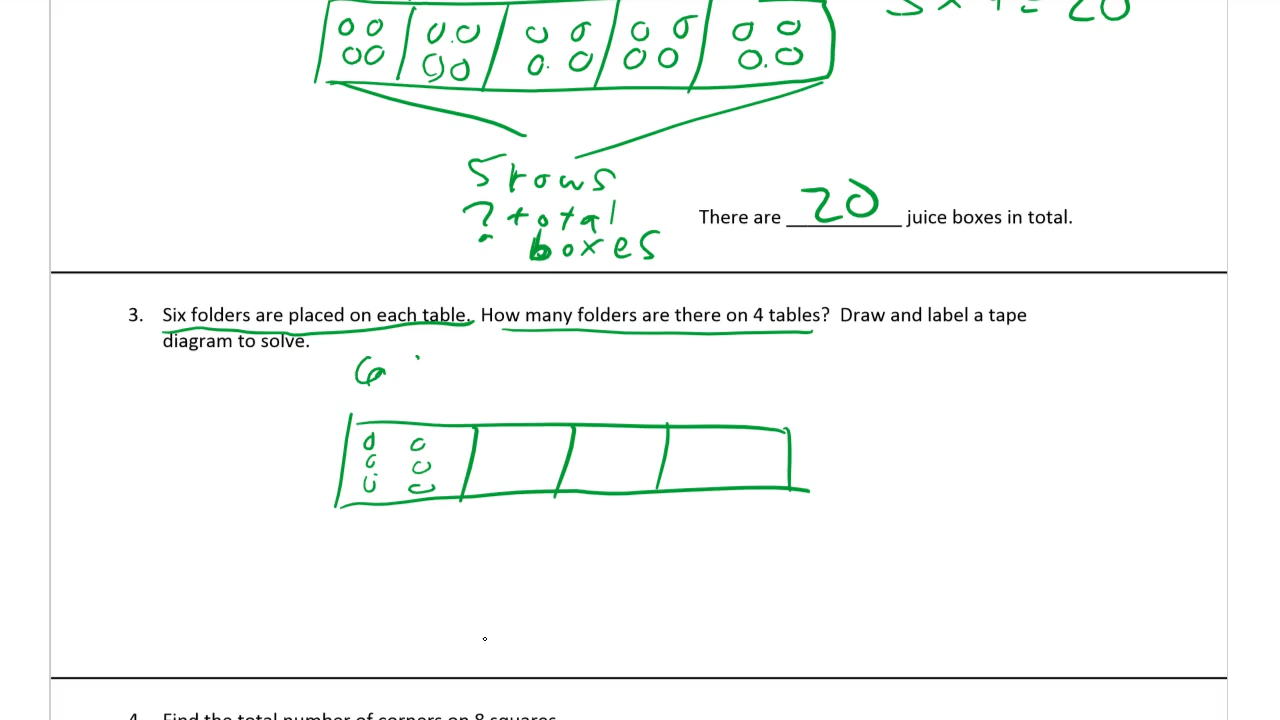 5 rows
? total
boxes
There are 20 juice boxes in total.
3. Six folders are placed on each table. How many folders are there on 4 tables? Draw and label a tape
diagram to solve.
6